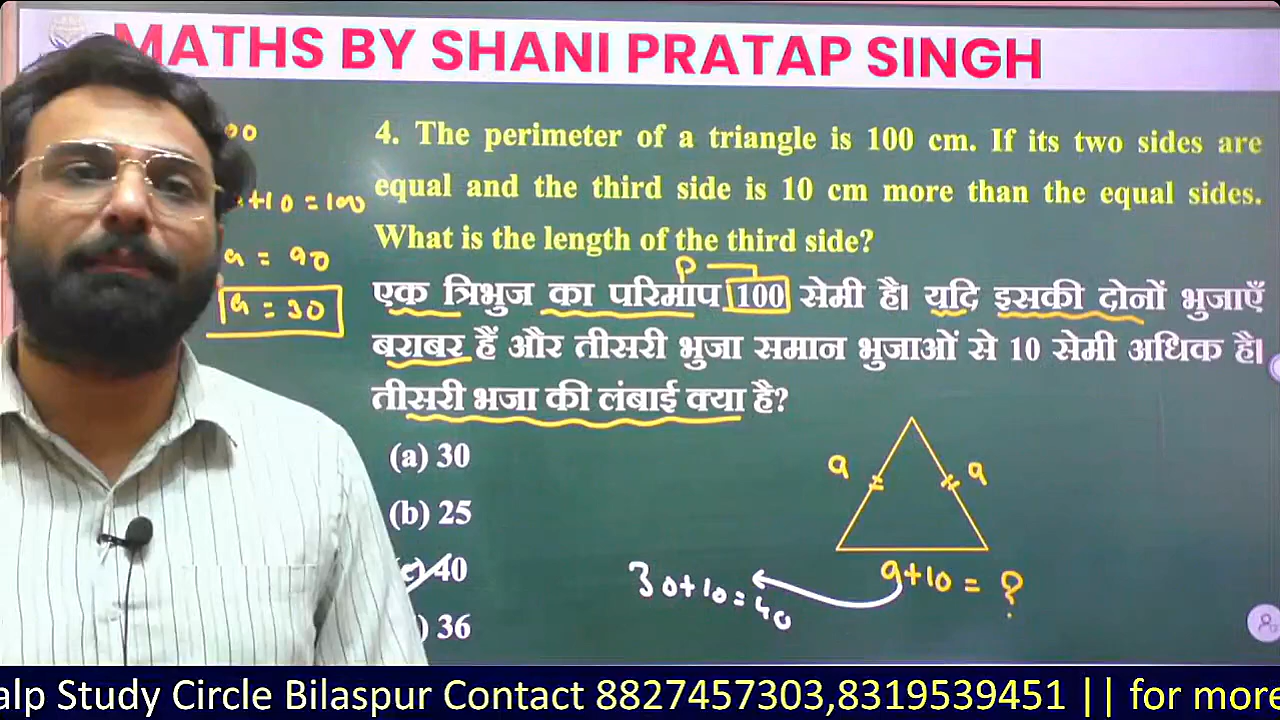 MATHS BY SHANI PRATAP SINGH
4. The perimeter of a triangle is 100 cm. If its two sides are
equal and the third side is 10 cm more than the equal sides.
What is the length of the third side?
P
एक त्रिभुज का परिमाप 100 सेमी है। यदि इसकी दोनों भुजाएँ
बराबर हैं और तीसरी भुजा समान भुजाओं से 10 सेमी अधिक है।
तीसरी भजा की लंबाई क्या है?
+10 = 100
a = 90
a = 30
(a) 30
(b) 25
(c) 40
) 36
a a
a+10 = ?
30+10=40
alp Study Circle Bilaspur Contact 8827457303,8319539451 || for more